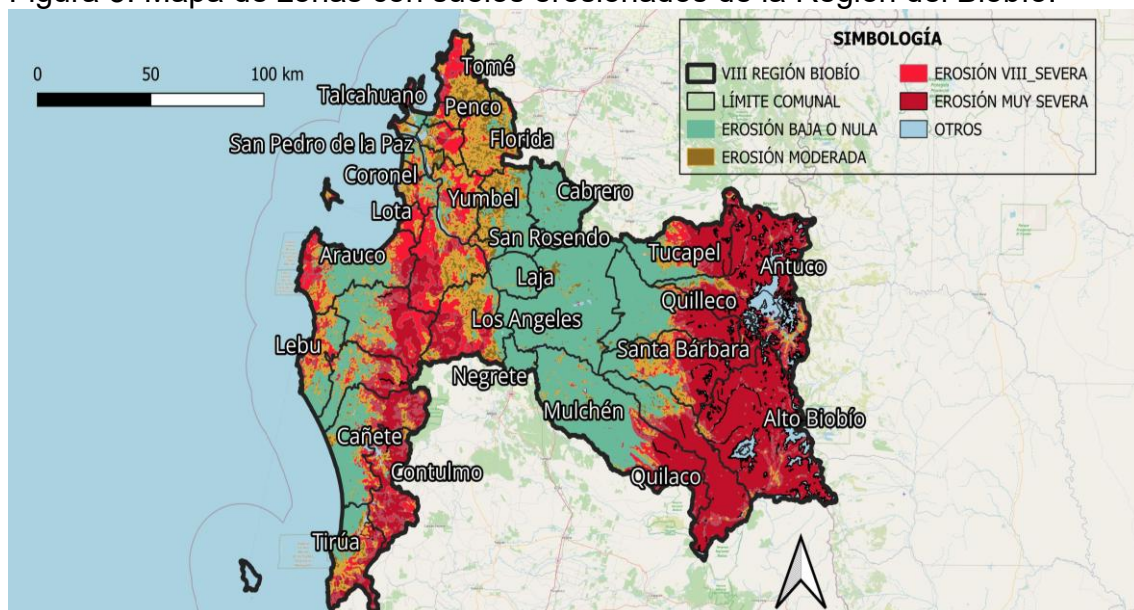 Figura 6. Mapa de zonas con suelos erosionados de la Región del Biobío.
SIMBOLOGÍA
VIII REGIÓN BIOBÍO
LÍMITE COMUNAL
EROSIÓN BAJA O NULA
EROSIÓN MODERADA
EROSIÓN VIII_SEVERA
EROSIÓN MUY SEVERA
OTROS
0 50 100 km
Tomé
Talcahuano
Penco
San Pedro de la Paz
Florida
Coronel
Yumbel
Cabrero
Lota
San Rosendo
Arauco
Tucapel
Antuco
Laja
Quilleco
Los Angeles
Lebu
Santa Bárbara
Negrete
Mulchén
Alto Biobío
Cañete
Contulmo
Quilaco
Tirúa